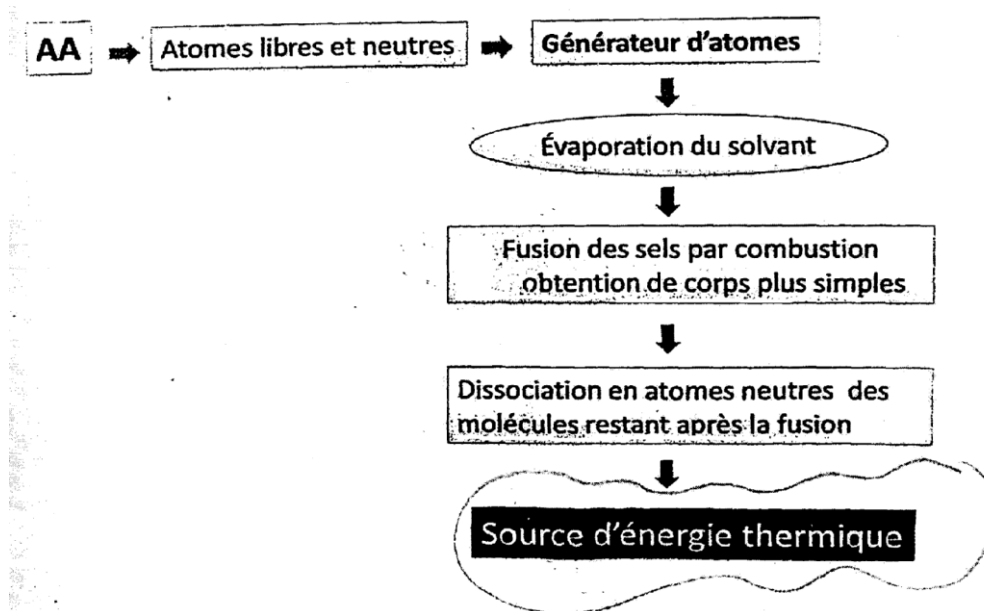 AA
Atomes libres et neutres
Générateur d'atomes
Évaporation du solvant
Fusion des sels par combustion
obtention de corps plus simples
Dissociation en atomes neutres des
molécules restant après la fusion
Source d'énergie thermique